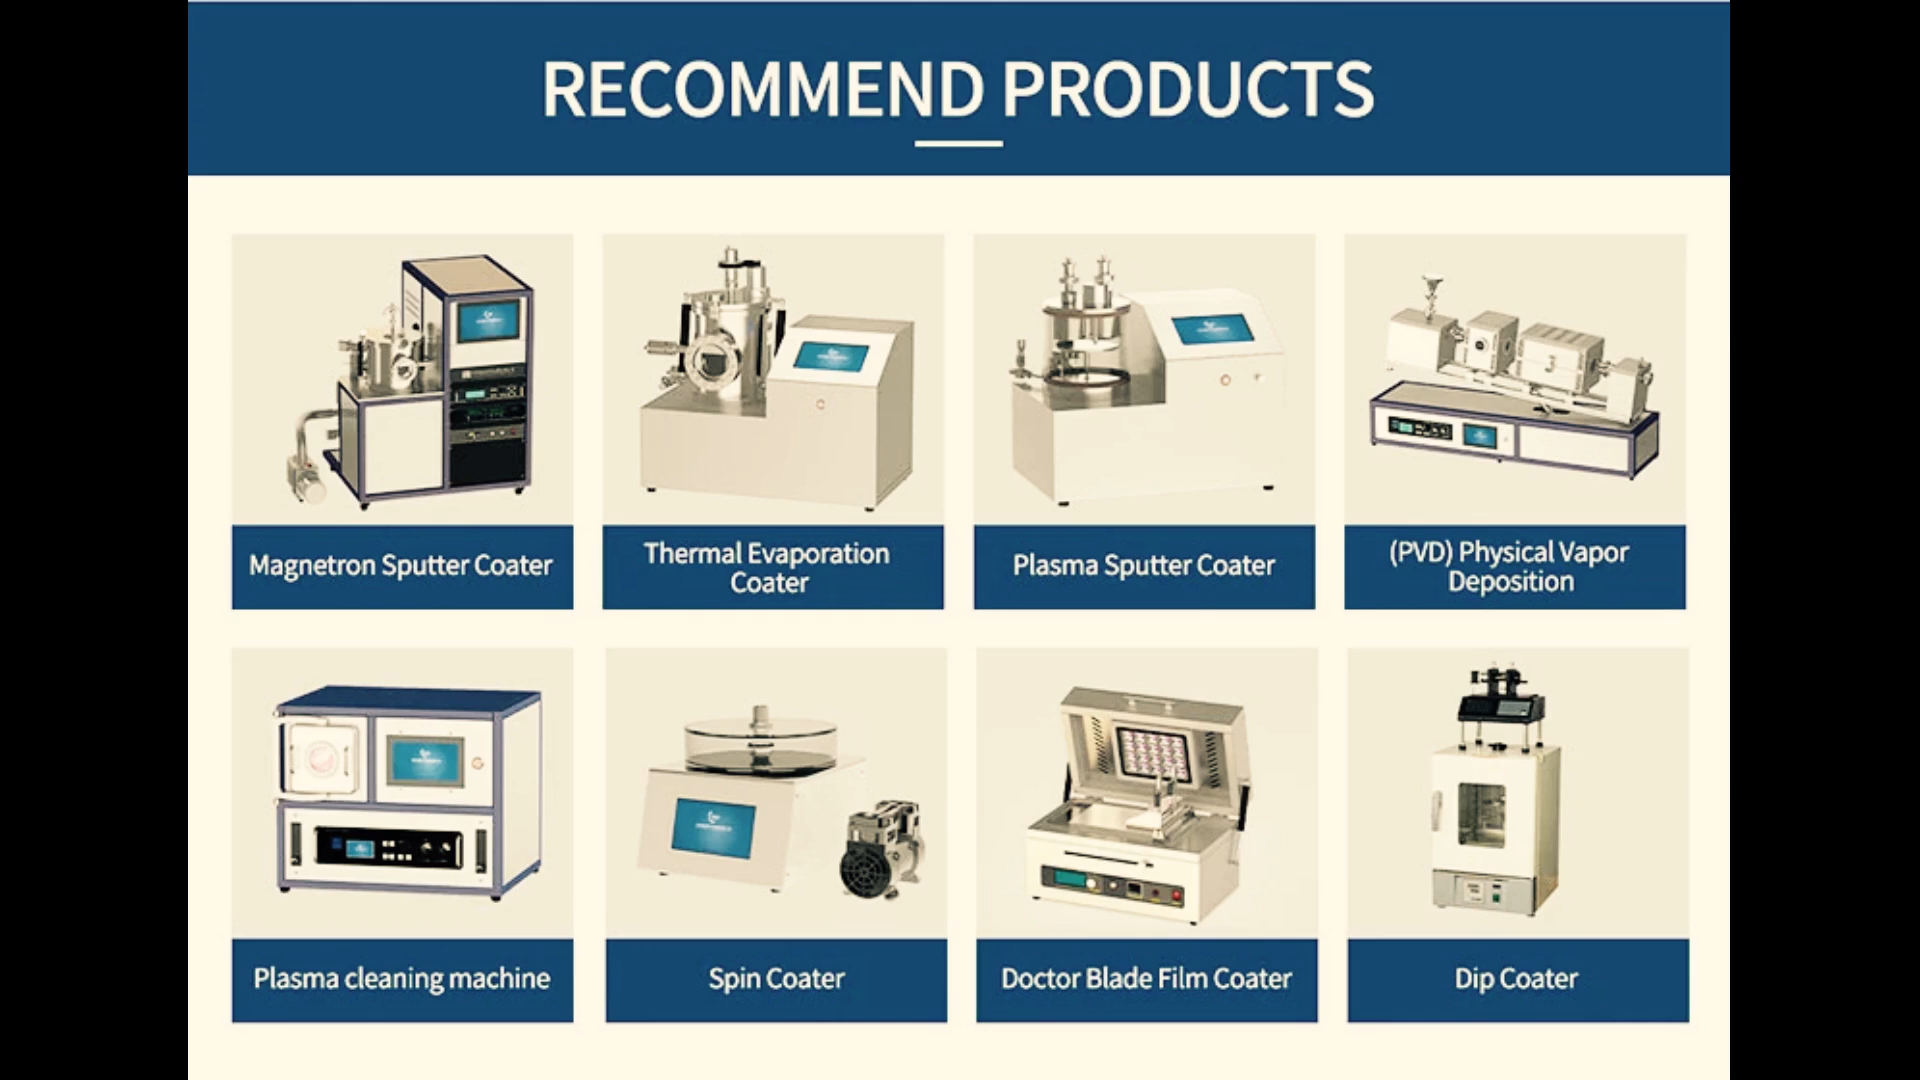 RECOMMEND PRODUCTS
Magnetron Sputter Coater
Thermal Evaporation
Coater
Plasma Sputter Coater
(PVD) Physical Vapor
Deposition
Plasma cleaning machine
Spin Coater
Doctor Blade Film Coater
Dip Coater